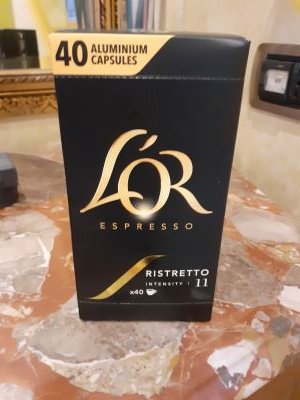 40 ALUMINIUM
CAPSULES
L'OR
ESPRESSO
RISTRETTO
INTENSITY | 11
x40